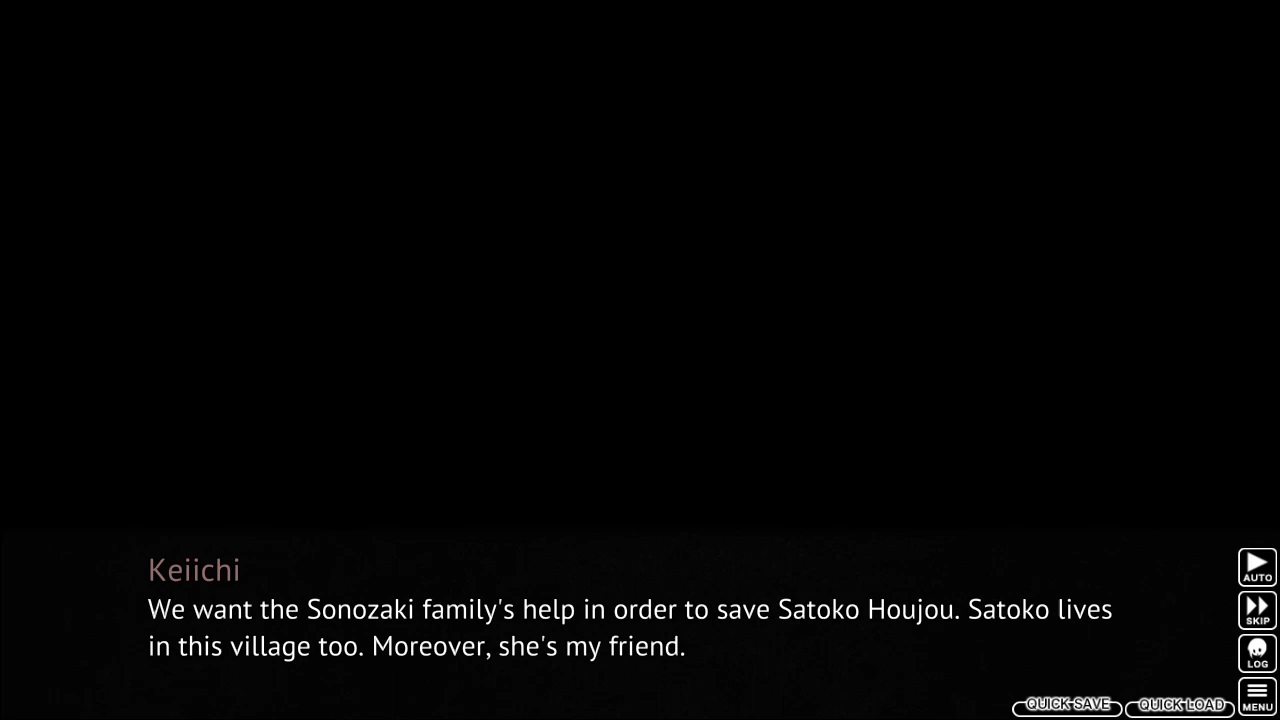 Keiichi
We want the Sonozaki family's help in order to save Satoko Houjou. Satoko lives
in this village too. Moreover, she's my friend.
AUTO
SKIP
LOG
MENU
QUICK SAVE
QUICK LOAD